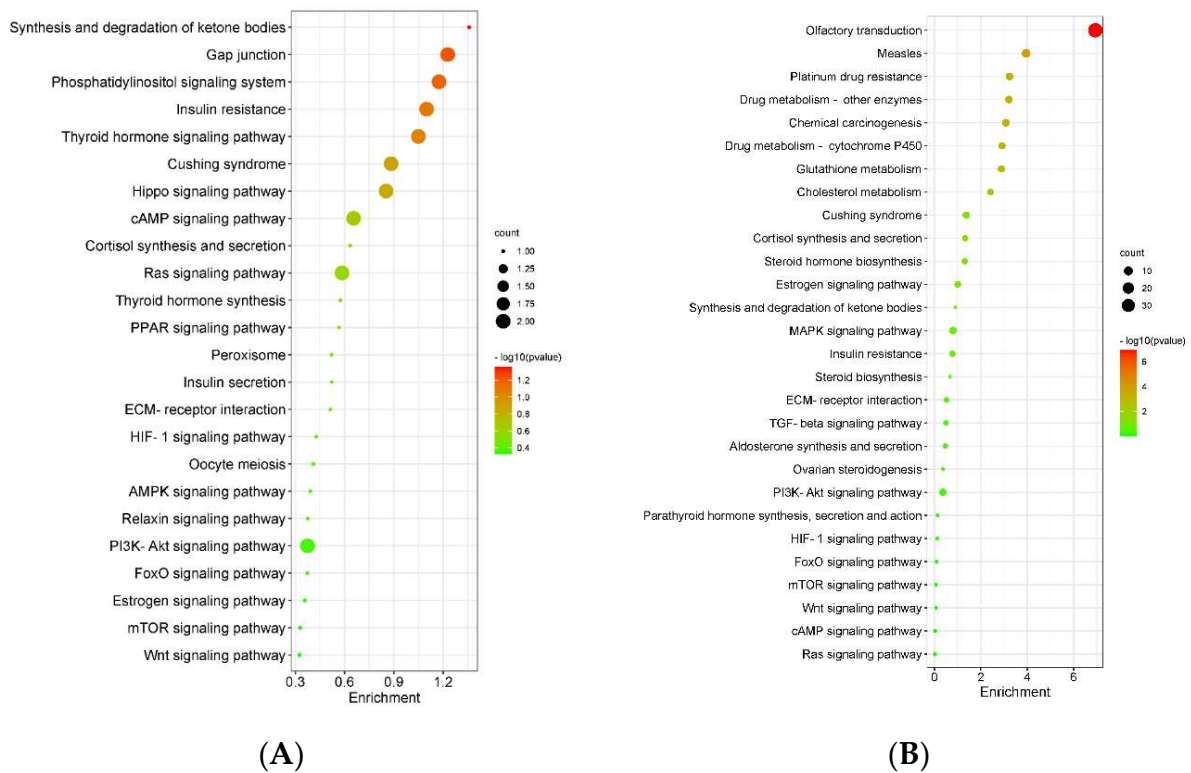 Synthesis and degradation of ketone bodies
Gap junction
Phosphatidylinositol signaling system
Insulin resistance
Thyroid hormone signaling pathway
Cushing syndrome
Hippo signaling pathway
cAMP signaling pathway
Cortisol synthesis and secretion
Ras signaling pathway
Thyroid hormone synthesis
PPAR signaling pathway
Peroxisome
Insulin secretion
ECM- receptor interaction
HIF- 1 signaling pathway
Oocyte meiosis
AMPK signaling pathway
Relaxin signaling pathway
PI3K- Akt signaling pathway
FoxO signaling pathway
Estrogen signaling pathway
mTOR signaling pathway
Wnt signaling pathway
0.3 0.6 0.9 1.2
Enrichment
count
1.00
1.25
1.50
1.75
2.00
- log10(pvalue)
1.2
1.0
0.8
0.6
0.4
(A)
Olfactory transduction
Measles
Platinum drug resistance
Drug metabolism - other enzymes
Chemical carcinogenesis
Drug metabolism - cytochrome P450
Glutathione metabolism
Cholesterol metabolism
Cushing syndrome
Cortisol synthesis and secretion
Steroid hormone biosynthesis
Estrogen signaling pathway
Synthesis and degradation of ketone bodies
MAPK signaling pathway
Insulin resistance
Steroid biosynthesis
ECM- receptor interaction
TGF- beta signaling pathway
Aldosterone synthesis and secretion
Ovarian steroidogenesis
PI3K- Akt signaling pathway
Parathyroid hormone synthesis, secretion and action
HIF- 1 signaling pathway
FoxO signaling pathway
mTOR signaling pathway
Wnt signaling pathway
cAMP signaling pathway
Ras signaling pathway
0 2 4 6
Enrichment
count
10
20
30
- log10(pvalue)
6
4
2
(B)